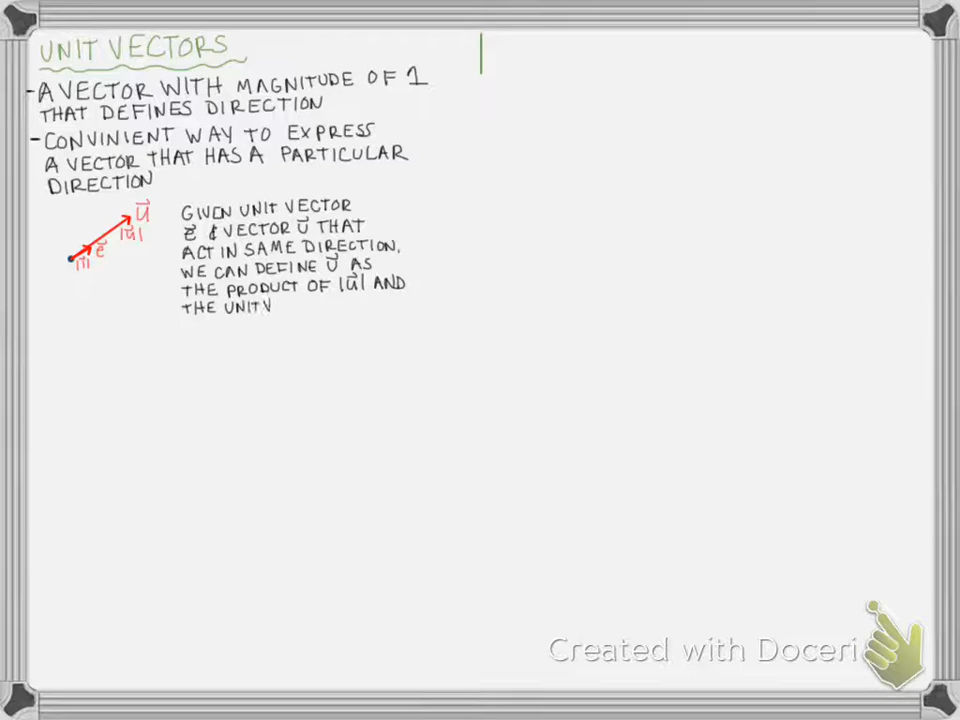 UNIT VECTORS
- A VECTOR WITH MAGNITUDE OF 1
THAT DEFINES DIRECTION
- CONVINIENT WAY TO EXPRESS
A VECTOR THAT HAS A PARTICULAR
DIRECTION
U⃗
|u⃗|
e⃗
|1|
GIVEN UNIT VECTOR
e⃗ & VECTOR U⃗ THAT
ACT IN SAME DIRECTION,
WE CAN DEFINE U⃗ AS
THE PRODUCT OF |u⃗| AND
THE UNIT V
Created with Doceri